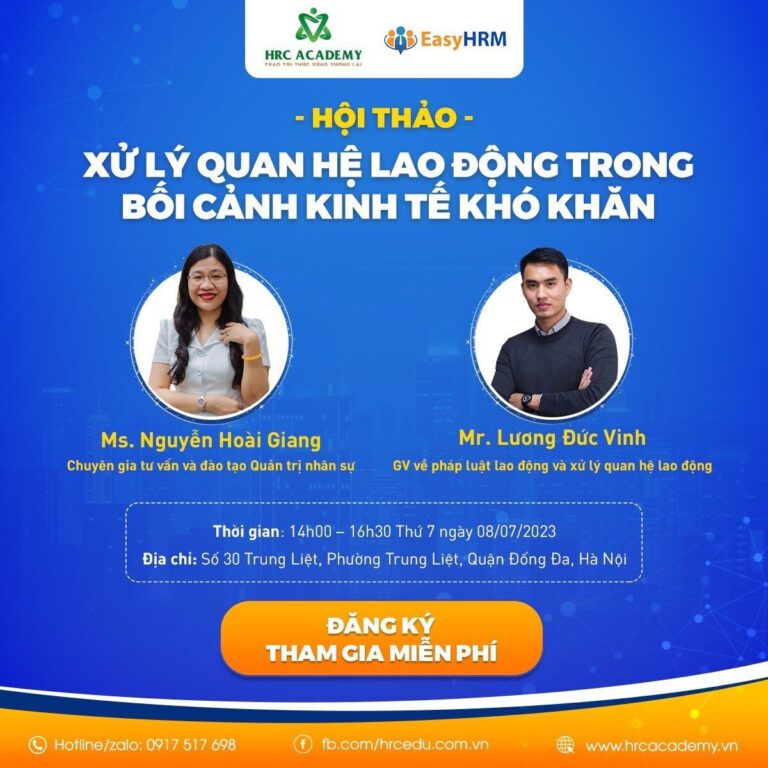 HRC ACADEMY
TRAO TRI THỨC VỮNG TƯƠNG LAI
EasyHRM
- HỘI THẢO -
XỬ LÝ QUAN HỆ LAO ĐỘNG TRONG
BỐI CẢNH KINH TẾ KHÓ KHĂN
Ms. Nguyễn Hoài Giang
Chuyên gia tư vấn và đào tạo Quản trị nhân sự
Mr. Lương Đức Vinh
GV về pháp luật lao động và xử lý quan hệ lao động
Thời gian: 14h00 – 16h30 Thứ 7 ngày 08/07/2023
Địa chỉ: Số 30 Trung Liệt, Phường Trung Liệt, Quận Đống Đa, Hà Nội
ĐĂNG KÝ
THAM GIA MIỄN PHÍ
Hotline/zalo: 0917 517 698
fb.com/hrcedu.com.vn
www.hrcacademy.vn